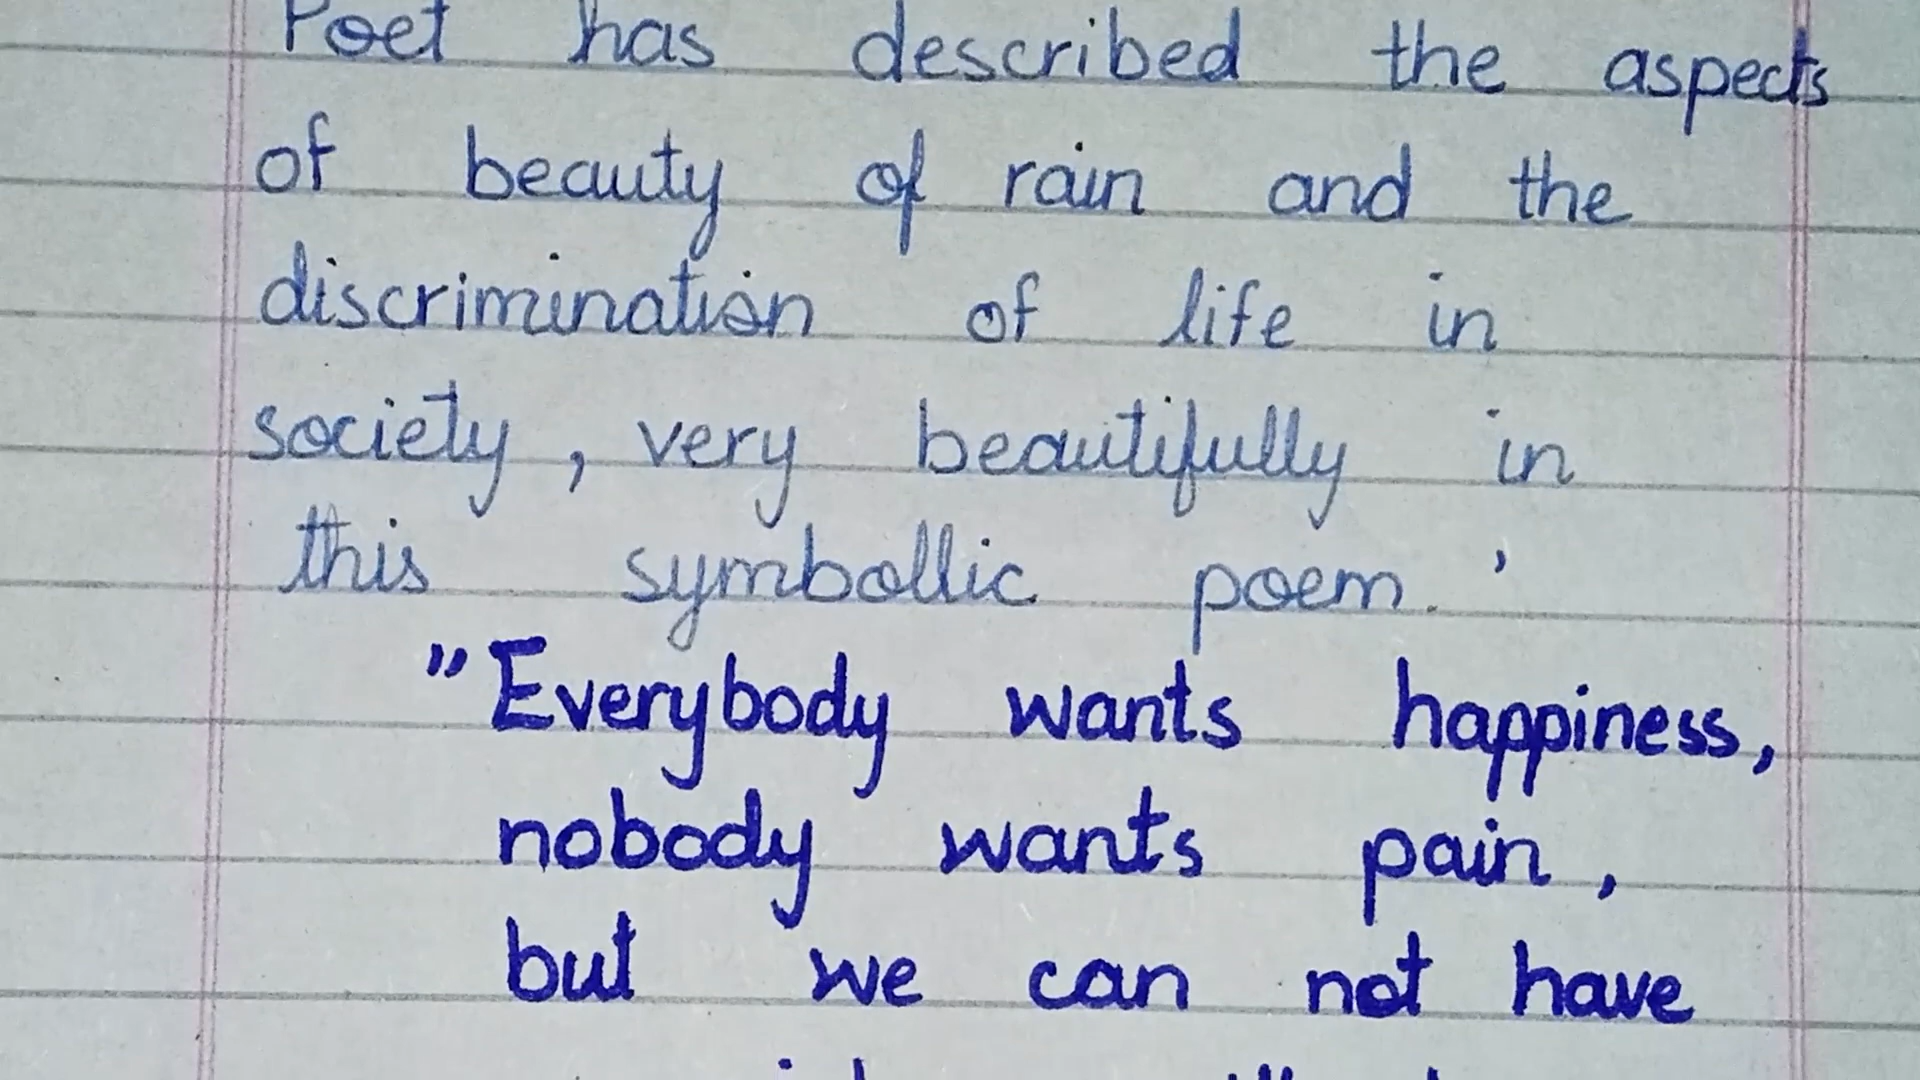 Poet has described the aspects
of beauty of rain and the
discrimination of life in
society, very beautifully in
this symbollic poem.'
"Everybody wants happiness,
nobody wants pain,
but we can not have